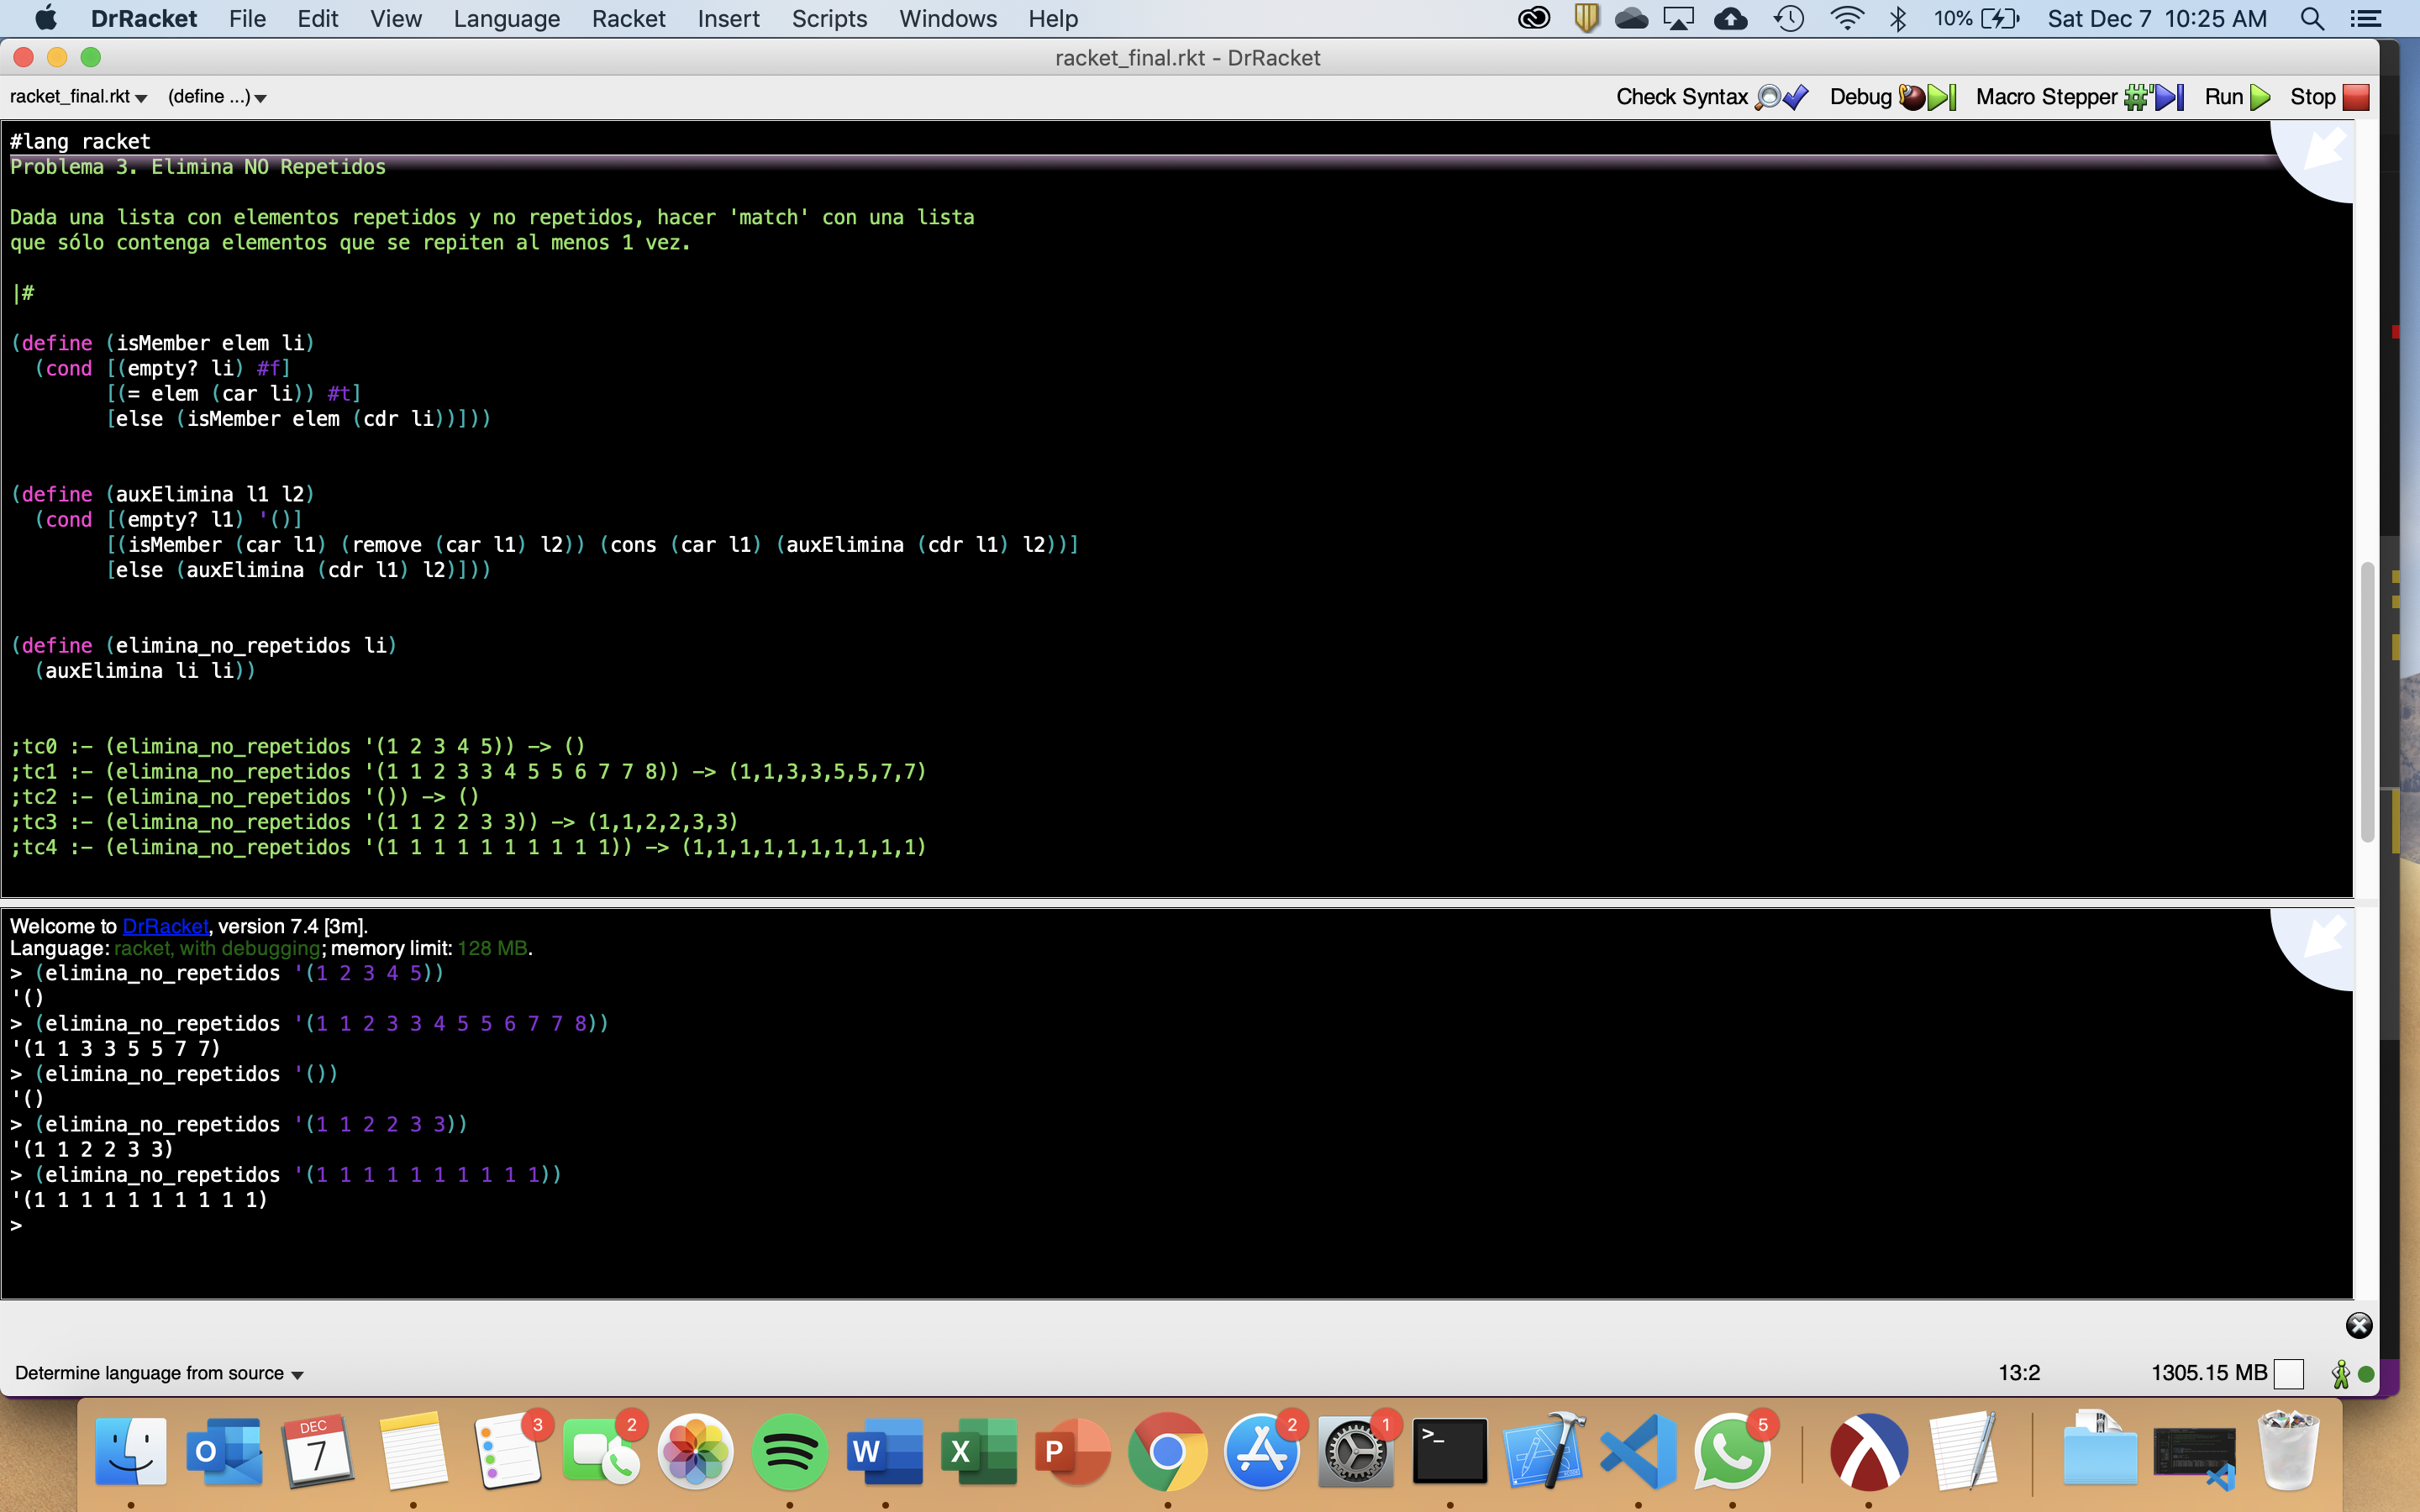 DrRacket File Edit View Language Racket Insert Scripts Windows Help 10% Sat Dec 7 10:25 AM
racket_final.rkt - DrRacket
racket_final.rkt (define ...) Check Syntax Debug Macro Stepper Run Stop
#lang racket
Problema 3. Elimina NO Repetidos
Dada una lista con elementos repetidos y no repetidos, hacer 'match' con una lista
que sólo contenga elementos que se repiten al menos 1 vez.
|#
(define (isMember elem li)
(cond [(empty? li) #f]
[(= elem (car li)) #t]
[else (isMember elem (cdr li))]))
(define (auxElimina l1 l2)
(cond [(empty? l1) '()]
[(isMember (car l1) (remove (car l1) l2)) (cons (car l1) (auxElimina (cdr l1) l2))]
[else (auxElimina (cdr l1) l2)]))
(define (elimina_no_repetidos li)
(auxElimina li li))
;tc0 :- (elimina_no_repetidos '(1 2 3 4 5)) -> ()
;tc1 :- (elimina_no_repetidos '(1 1 2 3 3 4 5 5 6 7 7 8)) -> (1,1,3,3,5,5,7,7)
;tc2 :- (elimina_no_repetidos '()) -> ()
;tc3 :- (elimina_no_repetidos '(1 1 2 2 3 3)) -> (1,1,2,2,3,3)
;tc4 :- (elimina_no_repetidos '(1 1 1 1 1 1 1 1 1 1)) -> (1,1,1,1,1,1,1,1,1,1)
Welcome to DrRacket, version 7.4 [3m].
Language: racket, with debugging; memory limit: 128 MB.
> (elimina_no_repetidos '(1 2 3 4 5))
'()
> (elimina_no_repetidos '(1 1 2 3 3 4 5 5 6 7 7 8))
'(1 1 3 3 5 5 7 7)
> (elimina_no_repetidos '())
'()
> (elimina_no_repetidos '(1 1 2 2 3 3))
'(1 1 2 2 3 3)
> (elimina_no_repetidos '(1 1 1 1 1 1 1 1 1 1))
'(1 1 1 1 1 1 1 1 1 1)
>
Determine language from source 13:2 1305.15 MB
DEC 3 2 2 1 >_ 5
O 7 W X P